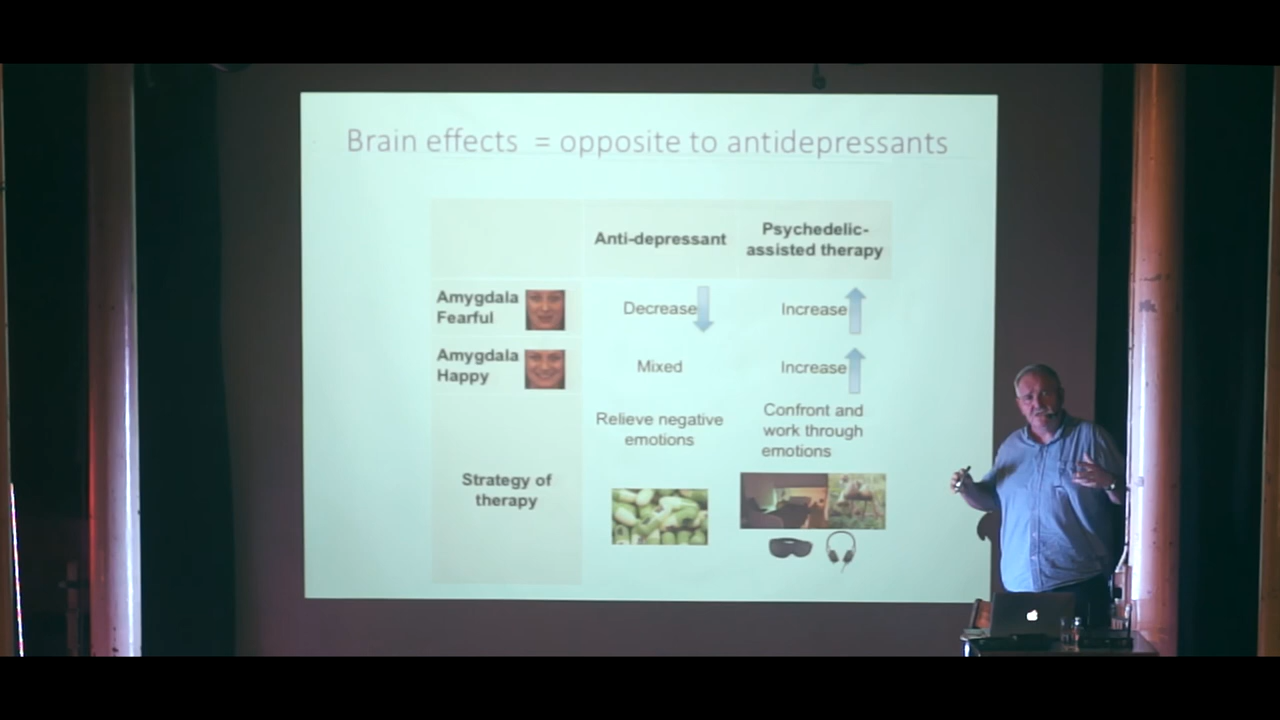 Brain effects = opposite to antidepressants
Anti-depressant
Psychedelic-
assisted therapy
Amygdala
Fearful
Decrease
Increase
Amygdala
Happy
Mixed
Increase
Strategy of
therapy
Relieve negative
emotions
Confront and
work through
emotions